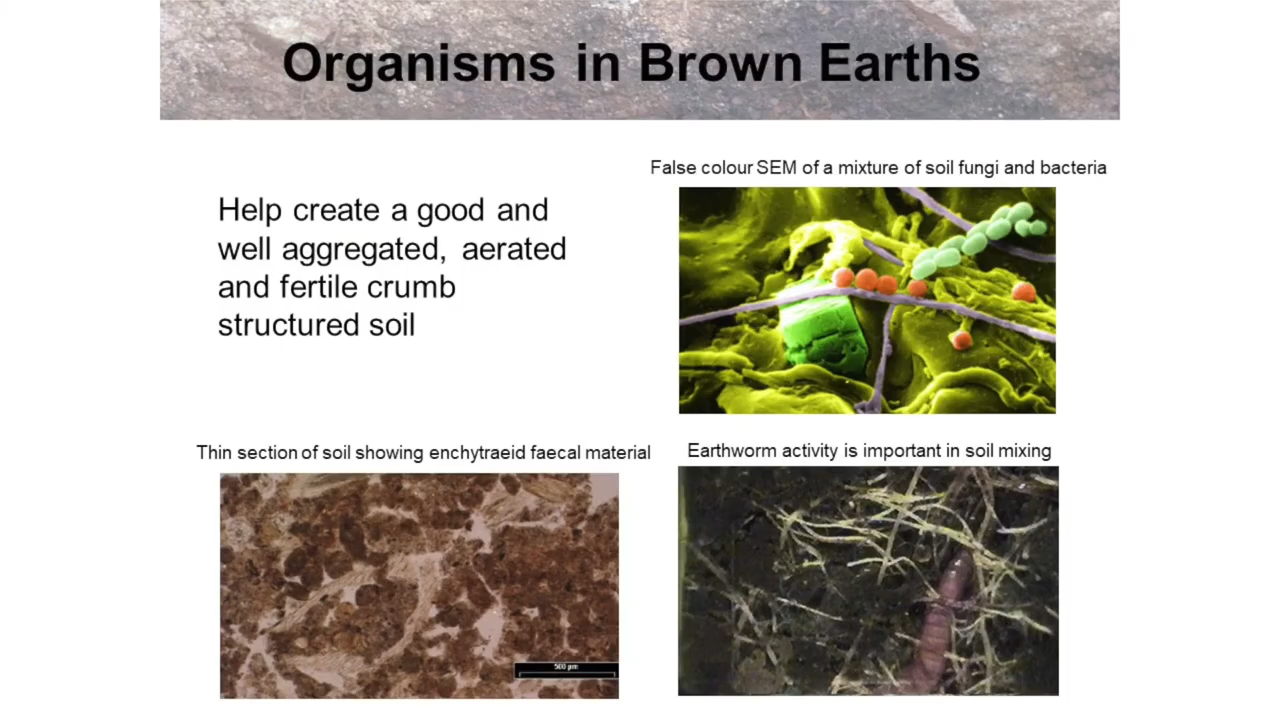 Organisms in Brown Earths
False colour SEM of a mixture of soil fungi and bacteria
Help create a good and
well aggregated, aerated
and fertile crumb
structured soil
Thin section of soil showing enchytraeid faecal material
Earthworm activity is important in soil mixing
500 µm